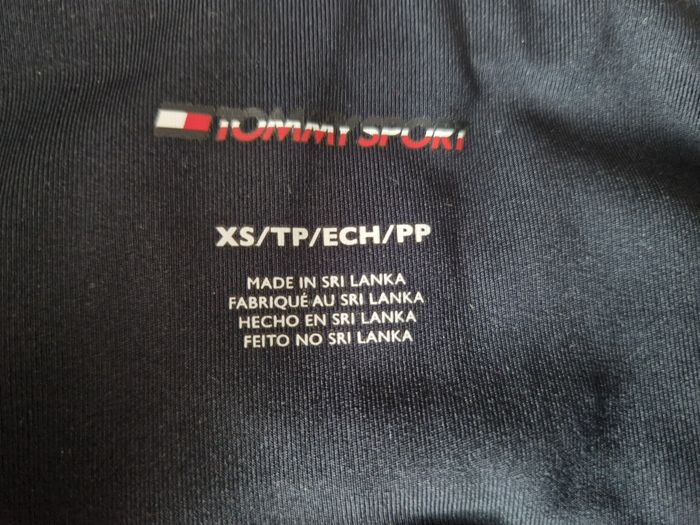 TOMMY SPORT
XS/TP/ECH/PP
MADE IN SRI LANKA
FABRIQUÉ AU SRI LANKA
HECHO EN SRI LANKA
FEITO NO SRI LANKA